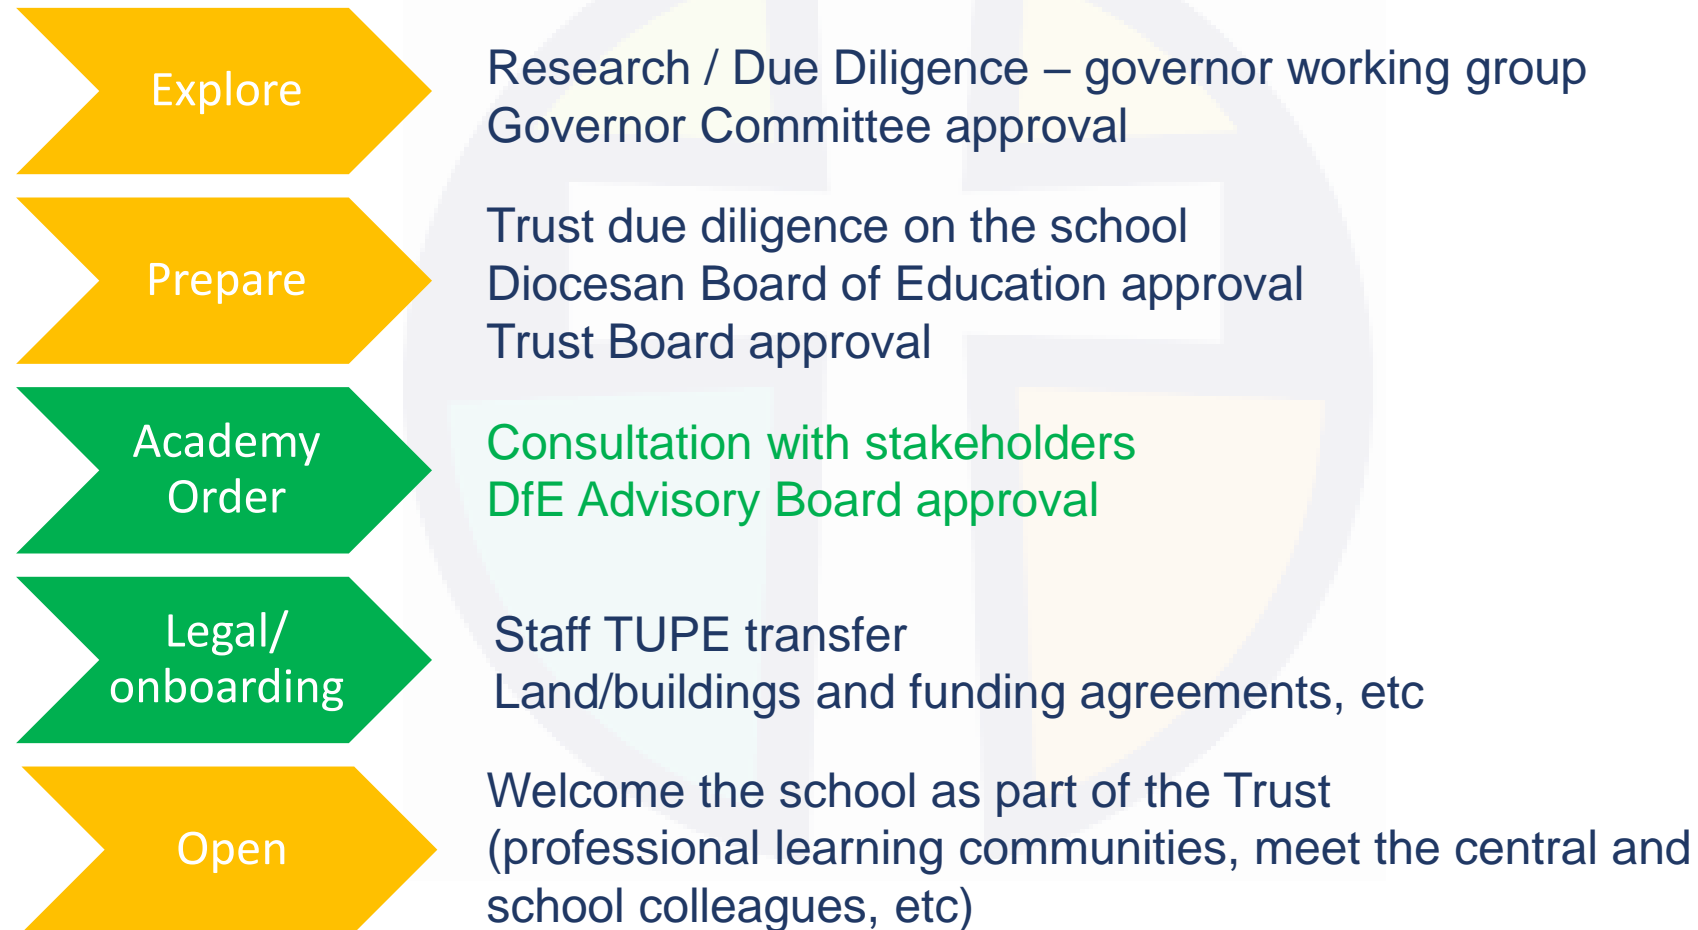 Explore
Research / Due Diligence – governor working group
Governor Committee approval
Prepare
Trust due diligence on the school
Diocesan Board of Education approval
Trust Board approval
Academy
Order
Consultation with stakeholders
DfE Advisory Board approval
Legal/
onboarding
Staff TUPE transfer
Land/buildings and funding agreements, etc
Open
Welcome the school as part of the Trust
(professional learning communities, meet the central and
school colleagues, etc)